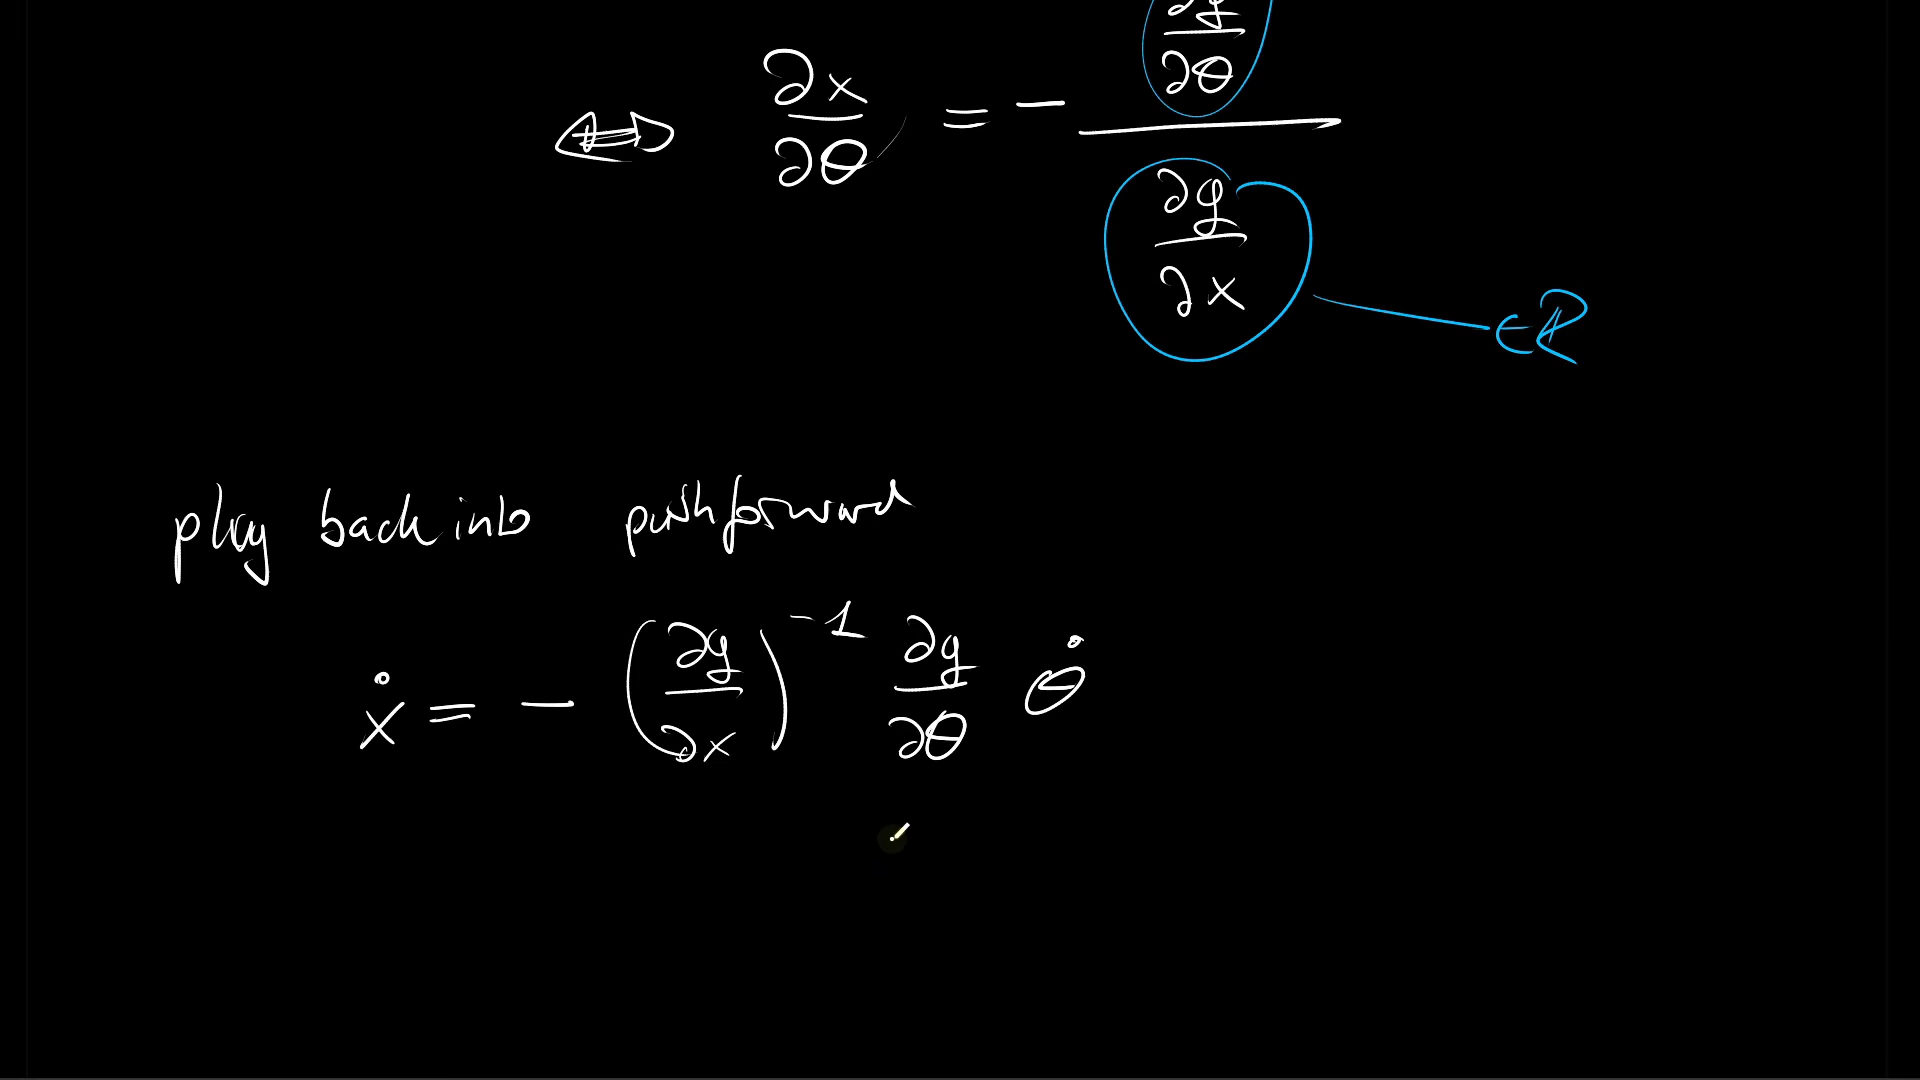 ⇔ ∂x/∂θ = − (∂g/∂θ)/(∂g/∂x) ∈ ℝ
plug back into pushforward
ẋ = − (∂g/∂x)^-1 ∂g/∂θ θ̇